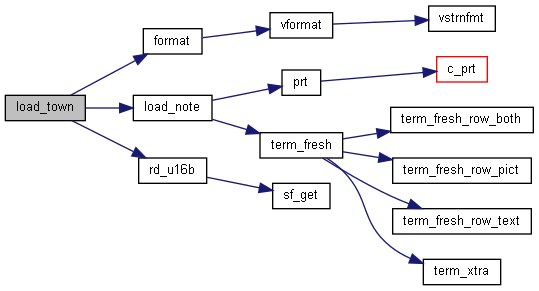 load_town
format
vformat
vstrnfmt
load_note
prt
c_prt
term_fresh
term_fresh_row_both
term_fresh_row_pict
term_fresh_row_text
term_xtra
rd_u16b
sf_get